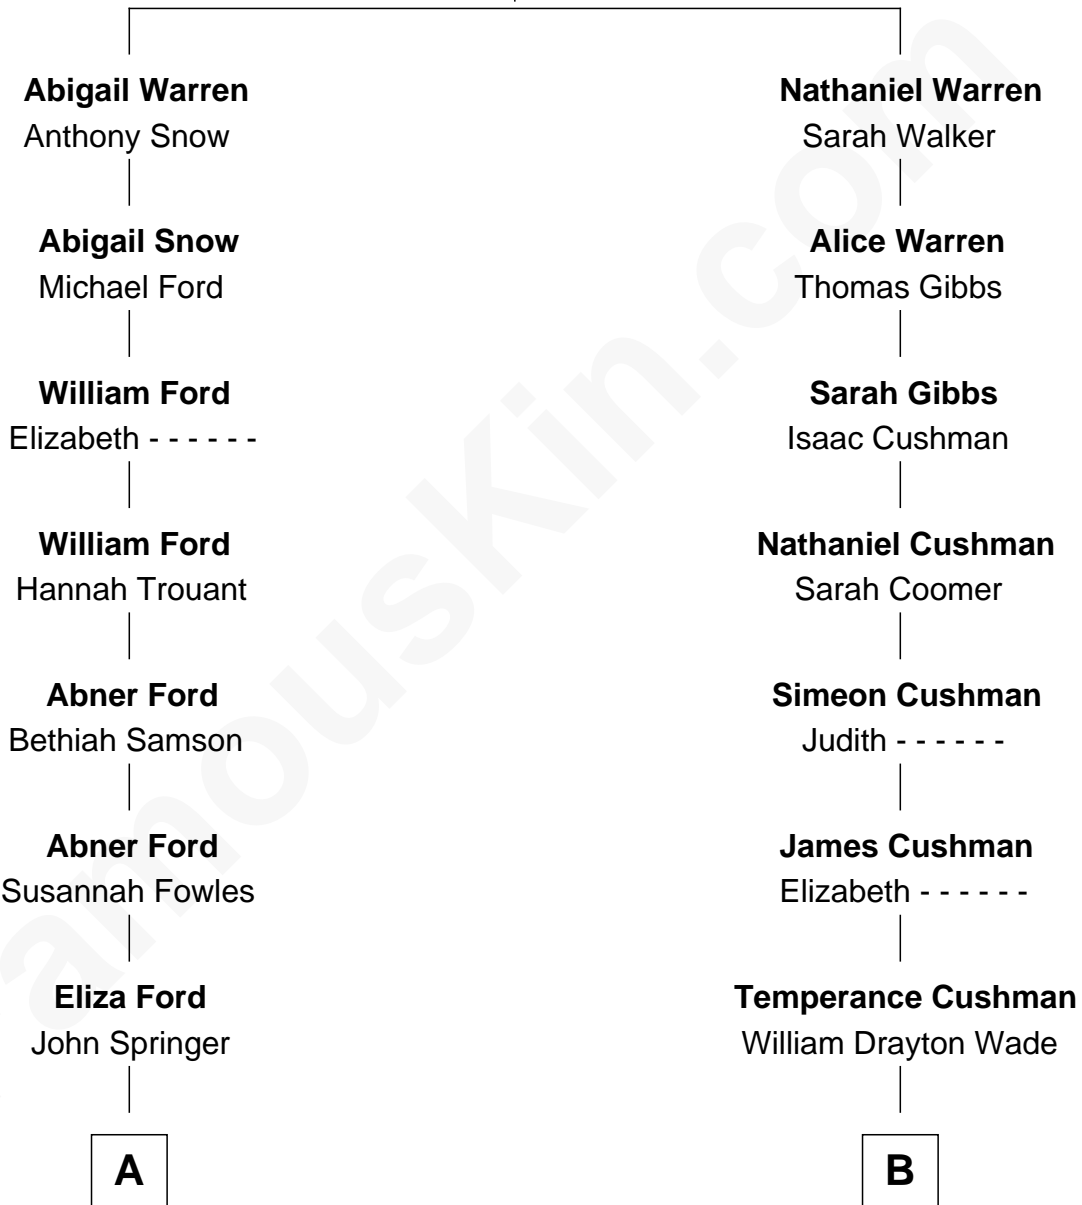 Abigail Warren
Anthony Snow
Abigail Snow
Michael Ford
William Ford
Elizabeth - - - - - -
William Ford
Hannah Trouant
Abner Ford
Bethiah Samson
Abner Ford
Susannah Fowles
Eliza Ford
John Springer
A
Nathaniel Warren
Sarah Walker
Alice Warren
Thomas Gibbs
Sarah Gibbs
Isaac Cushman
Nathaniel Cushman
Sarah Coomer
Simeon Cushman
Judith - - - - - -
James Cushman
Elizabeth - - - - - -
Temperance Cushman
William Drayton Wade
B
amousKin.com